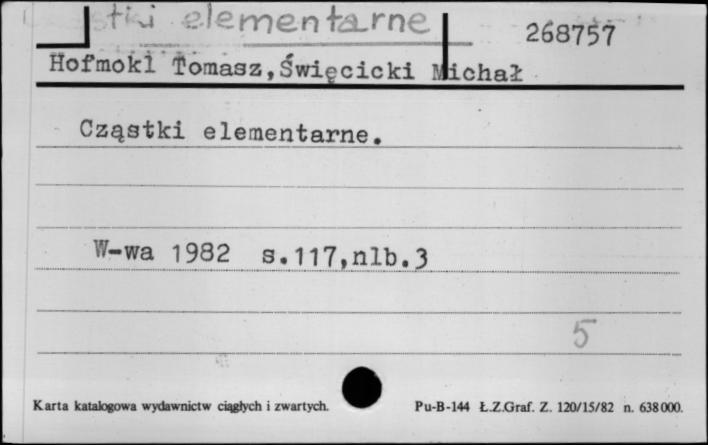 elementarne 268757
Hofmokl Tomasz,Święcicki Michał
Cząstki elementarne.
W-wa 1982 s.117,nlb.3
5
Karta katalogowa wydawnictw ciągłych i zwartych. Pu-B-144 Ł.Z.Graf. Z. 120/15/82 n. 638000.